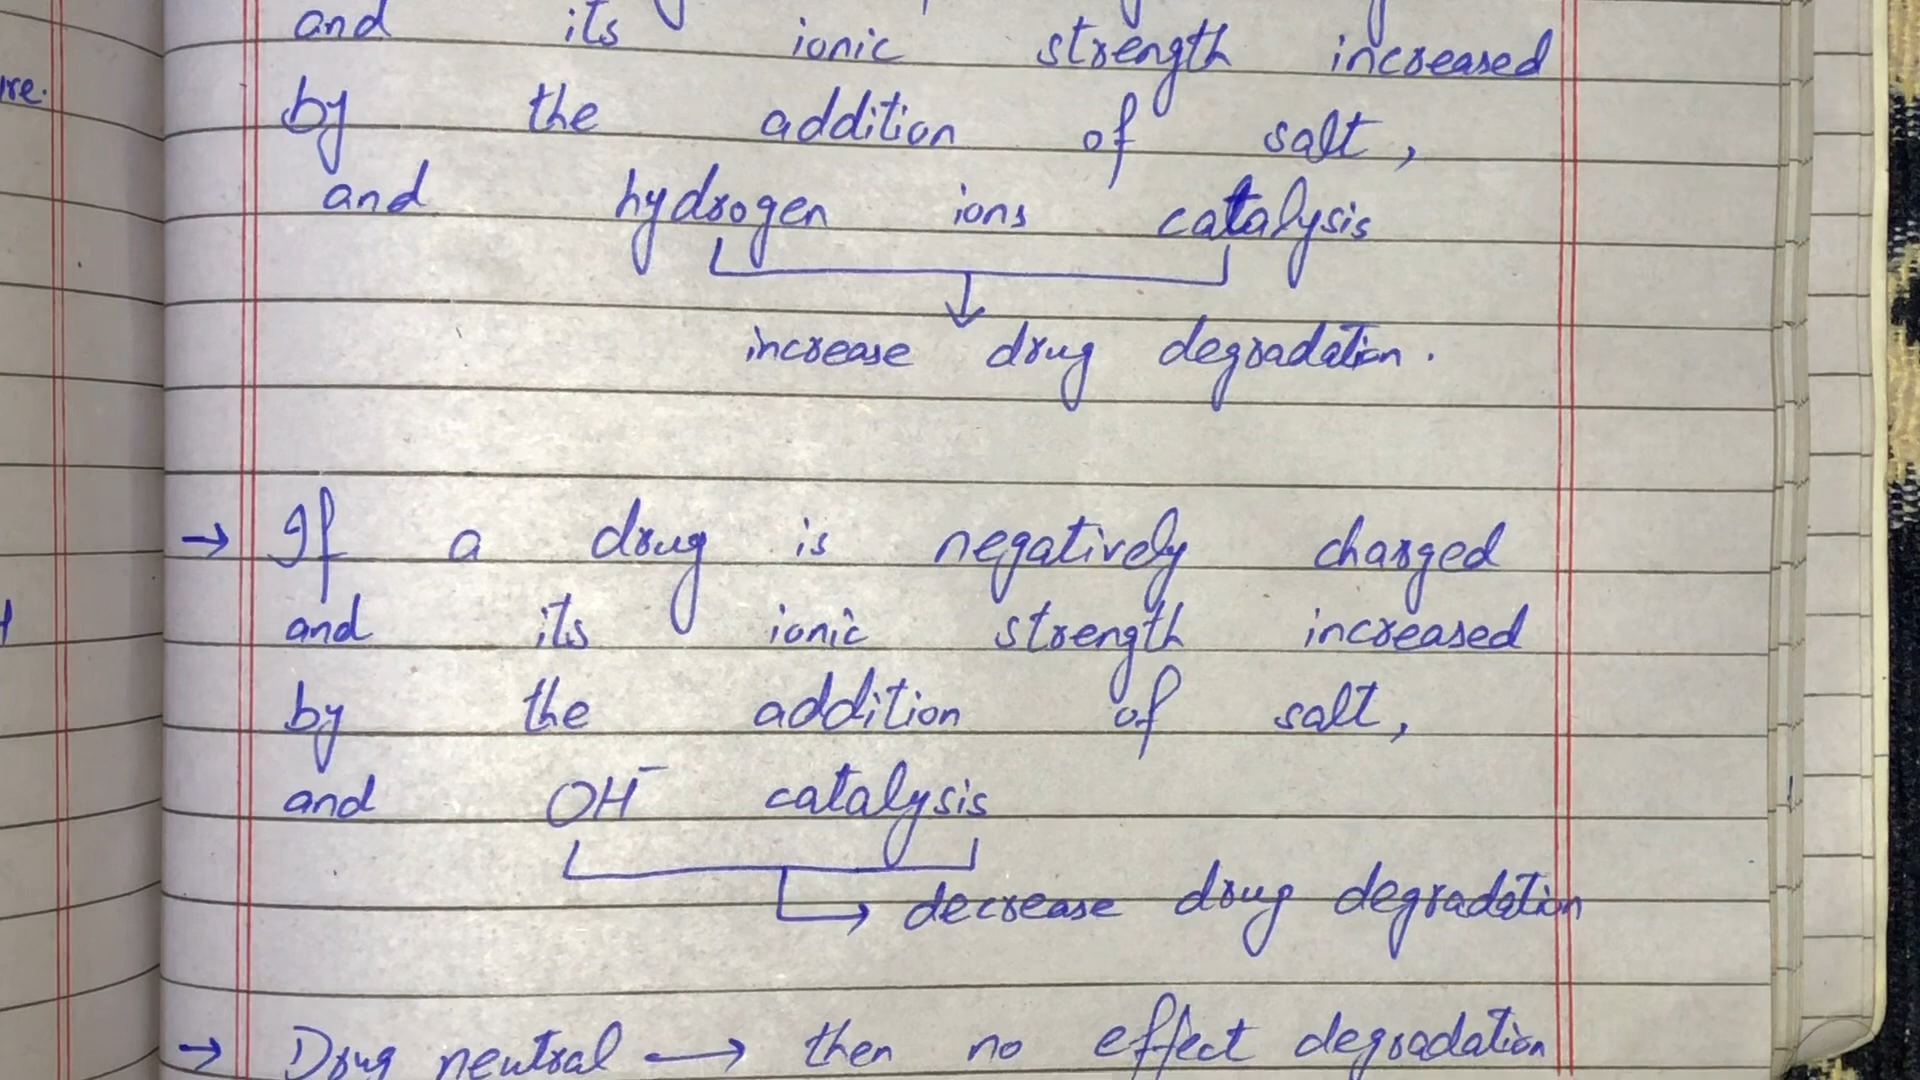 and its ionic strength increased
by the addition of salt,
and hydrogen ions catalysis
increase drug degradation.
→ If a drug is negatively charged
and its ionic strength increased
by the addition of salt,
and OH⁻ catalysis
→ decrease drug degradation
→ Drug neutral → then no effect degradation